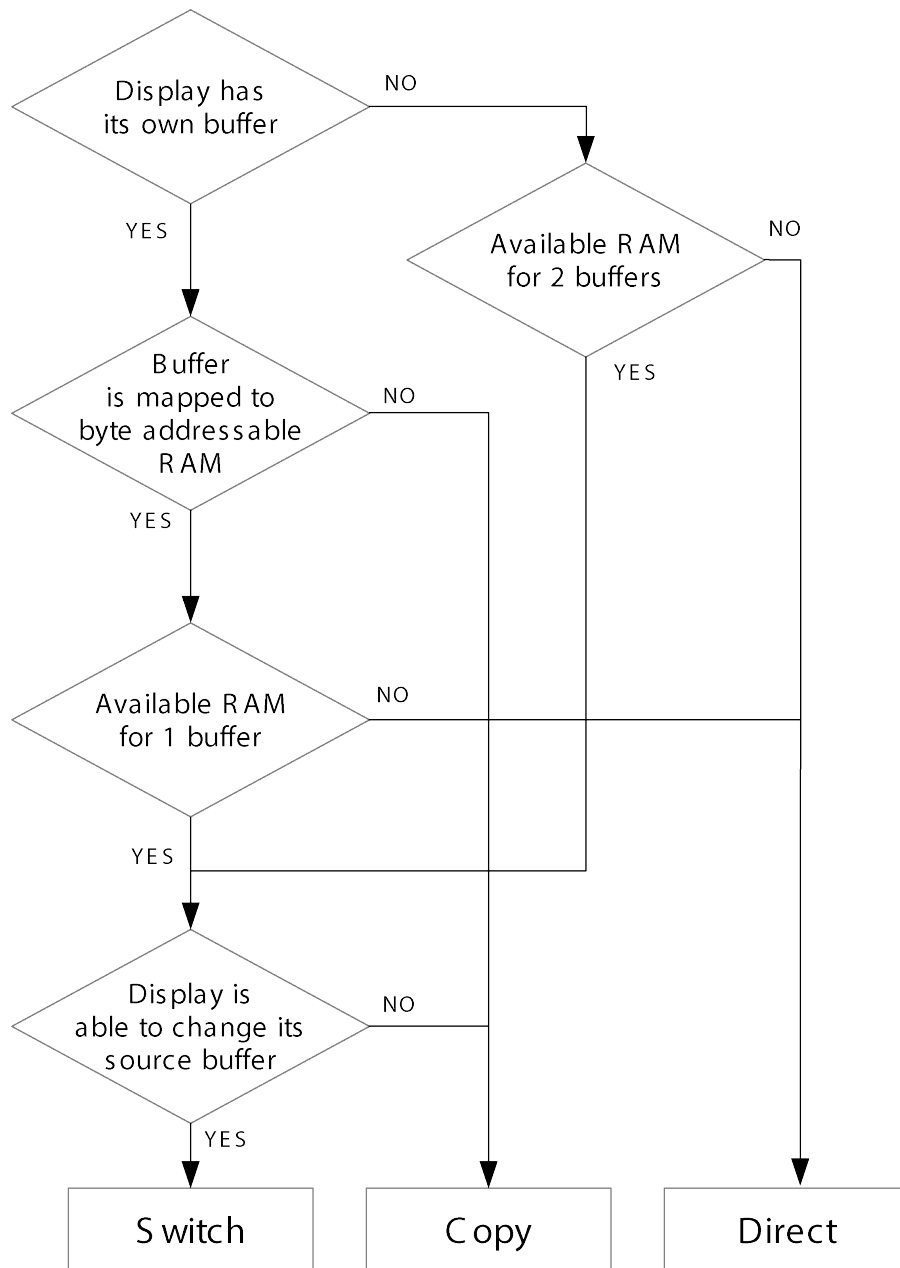 Display has
its own buffer
NO
YES
Available RAM
for 2 buffers
NO
YES
Buffer
is mapped to
byte addressable
RAM
NO
YES
Available RAM
for 1 buffer
NO
YES
Display is
able to change its
source buffer
NO
YES
Switch
Copy
Direct